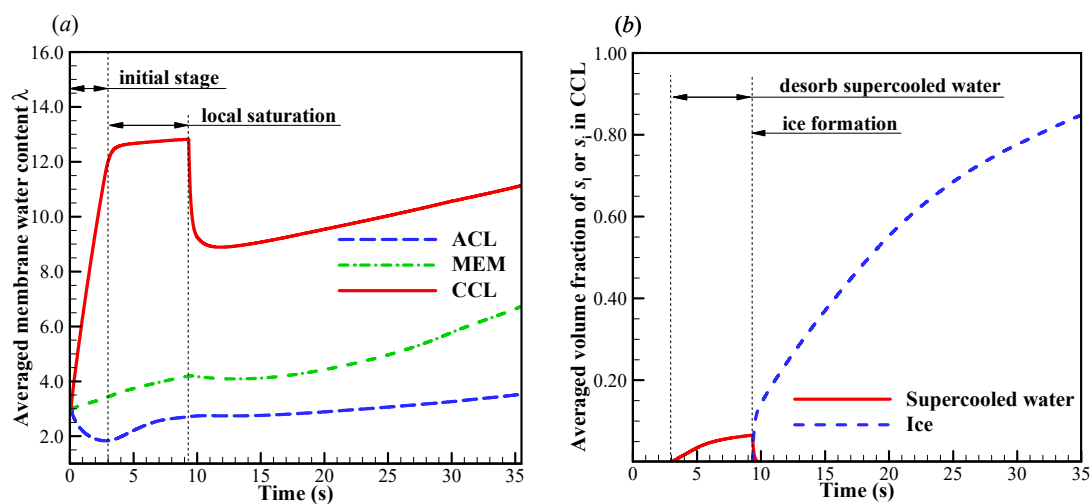 (a)
16.0
14.0
12.0
10.0
8.0
6.0
4.0
2.0
Averaged membrane water content λ
initial stage
local saturation
ACL
MEM
CCL
0 5 10 15 20 25 30 35
Time (s)
(b)
1.00
0.80
0.60
0.40
0.20
Averaged volume fraction of s_l or s_i in CCL
desorb supercooled water
ice formation
Supercooled water
Ice
0 5 10 15 20 25 30 35
Time (s)